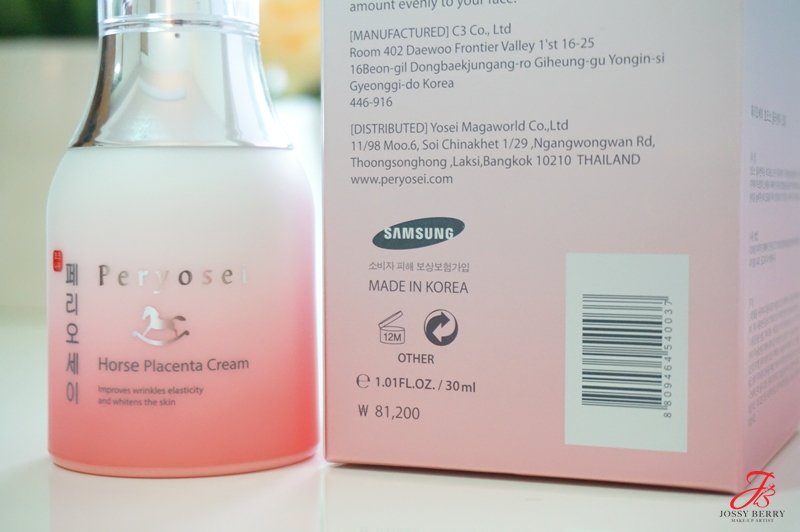 페리오세이
Peryosei
Horse Placenta Cream
Improves wrinkles elasticity
and whitens the skin
amount evenly to your face.
[MANUFACTURED] C3 Co., Ltd
Room 402 Daewoo Frontier Valley 1'st 16-25
16Beon-gil Dongbaekjungang-ro Giheung-gu Yongin-si
Gyeonggi-do Korea
446-916
[DISTRIBUTED] Yosei Magaworld Co.,Ltd
11/98 Moo.6, Soi Chinakhet 1/29 ,Ngangwongwan Rd,
Thoongsonghong ,Laksi,Bangkok 10210 THAILAND
www.peryosei.com
SAMSUNG
소비자 피해 보상보험가입
MADE IN KOREA
12M
OTHER
℮ 1.01FL.OZ. / 30ml
₩ 81,200
8 809464 540037
JB
JOSSY BERRY
MAKE-UP ARTIST